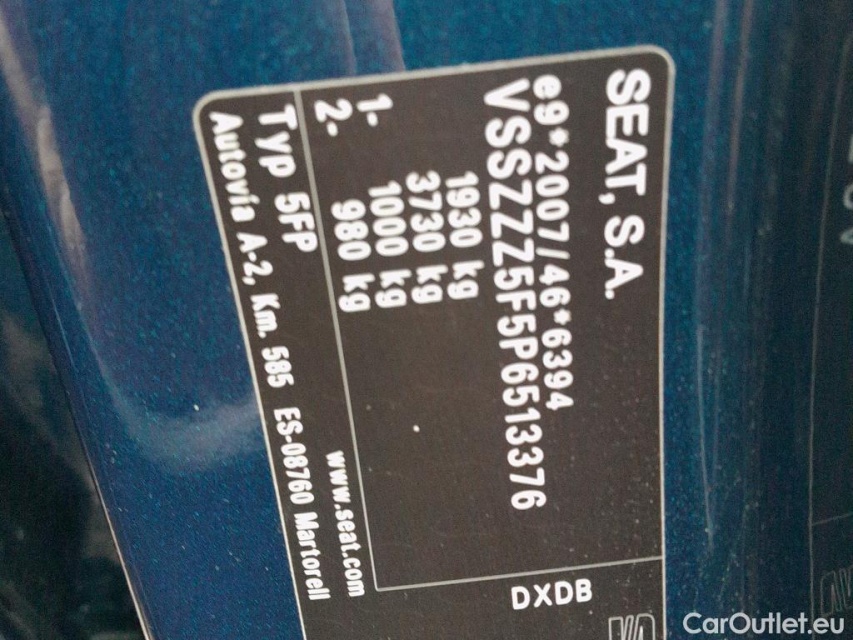 SEAT, S.A.
e9*2007/46*6394
VSSZZZ5F5P6513376
1930 kg
3730 kg
1- 1000 kg
2- 980 kg
DXDB
Typ 5FP
www.seat.com
Autovía A-2, Km. 585 ES-08760 Martorell
CarOutlet.eu